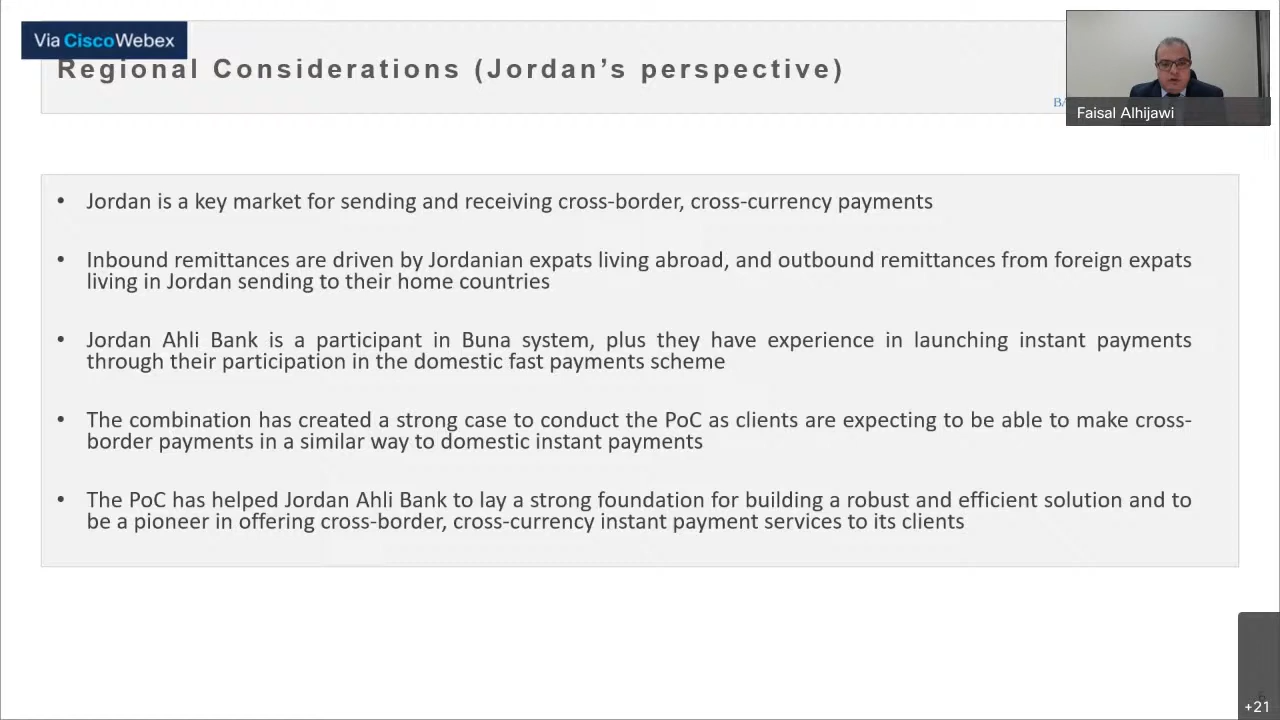 Via Cisco Webex
Regional Considerations (Jordan's perspective)
Faisal Alhijawi
• Jordan is a key market for sending and receiving cross-border, cross-currency payments
• Inbound remittances are driven by Jordanian expats living abroad, and outbound remittances from foreign expats
living in Jordan sending to their home countries
• Jordan Ahli Bank is a participant in Buna system, plus they have experience in launching instant payments
through their participation in the domestic fast payments scheme
• The combination has created a strong case to conduct the PoC as clients are expecting to be able to make cross-
border payments in a similar way to domestic instant payments
• The PoC has helped Jordan Ahli Bank to lay a strong foundation for building a robust and efficient solution and to
be a pioneer in offering cross-border, cross-currency instant payment services to its clients
6
+21